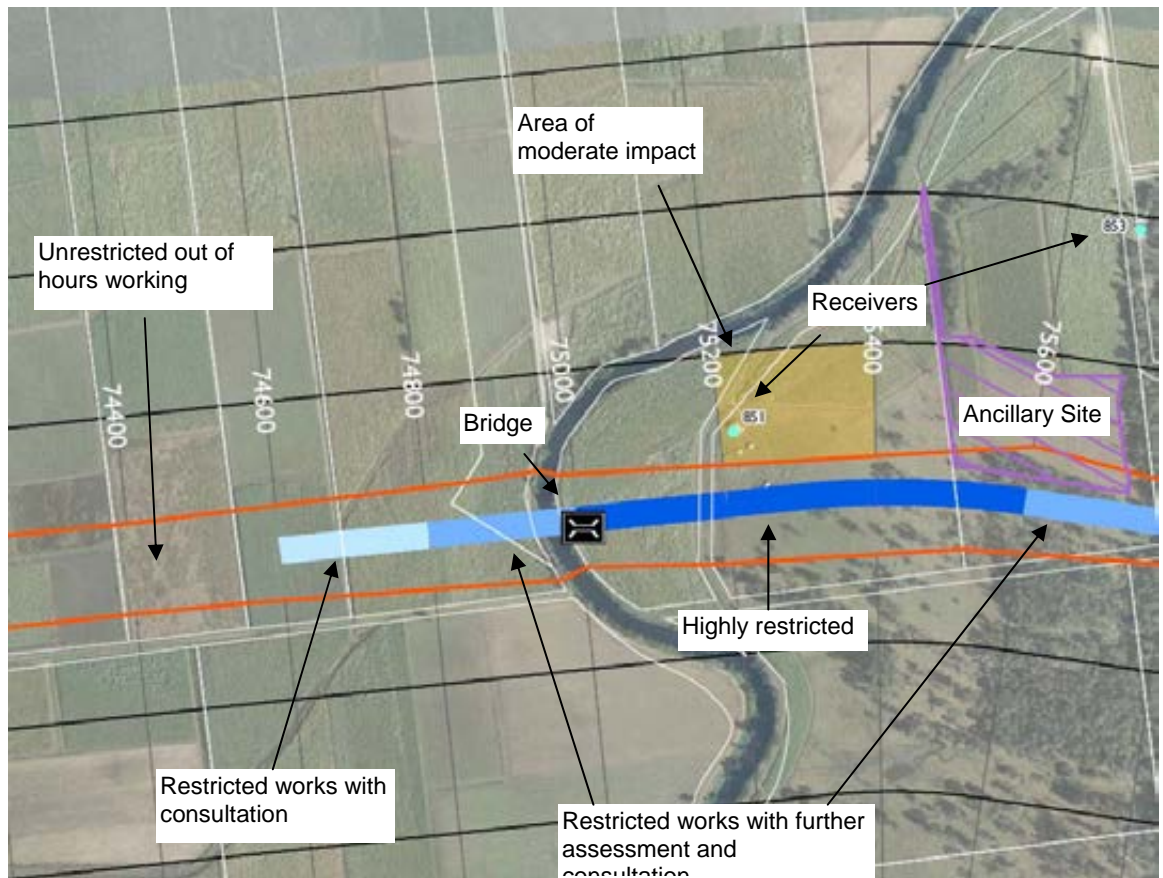 Area of
moderate impact
Unrestricted out of
hours working
853
Receivers
74400
74600
74800
75000
75200
75600
851
Bridge
Ancillary Site
Highly restricted
Restricted works with
consultation
Restricted works with further
assessment and
consultation